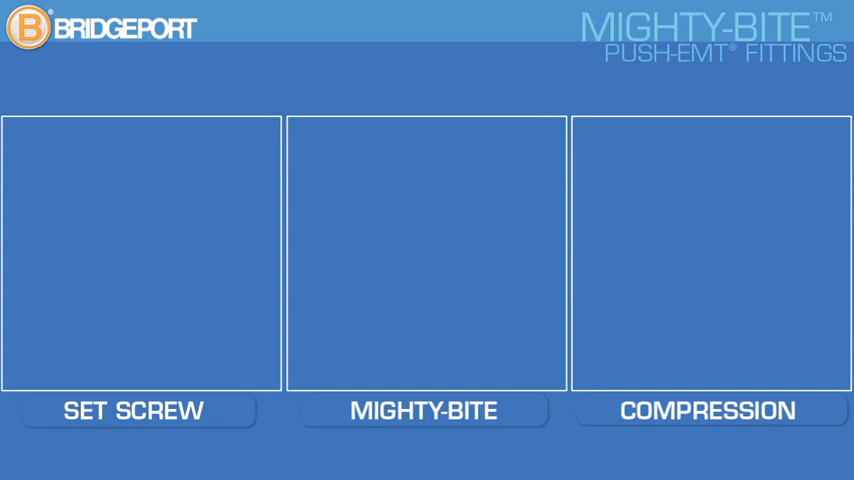 B® BRIDGEPORT
MIGHTY-BITE™
PUSH-EMT® FITTINGS
SET SCREW
MIGHTY-BITE
COMPRESSION